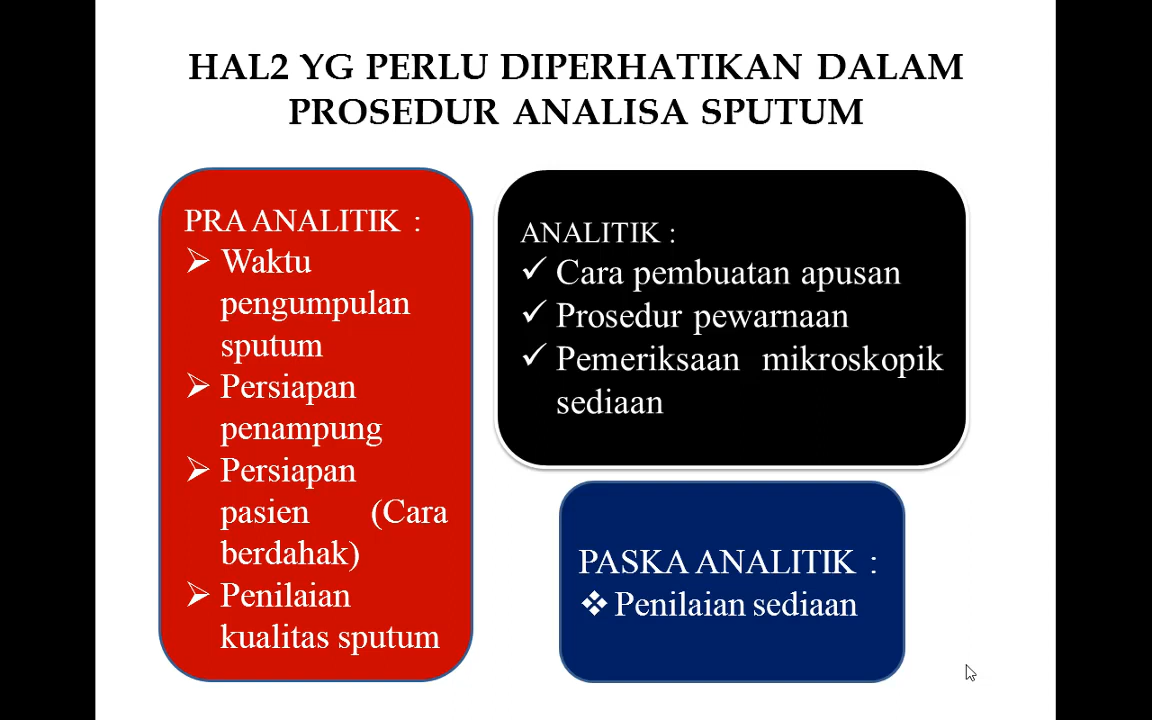 HAL2 YG PERLU DIPERHATIKAN DALAM
PROSEDUR ANALISA SPUTUM
PRA ANALITIK :
➢ Waktu
pengumpulan
sputum
➢ Persiapan
penampung
➢ Persiapan
pasien (Cara
berdahak)
➢ Penilaian
kualitas sputum
ANALITIK :
✓ Cara pembuatan apusan
✓ Prosedur pewarnaan
✓ Pemeriksaan mikroskopik
sediaan
PASKA ANALITIK :
❖ Penilaian sediaan